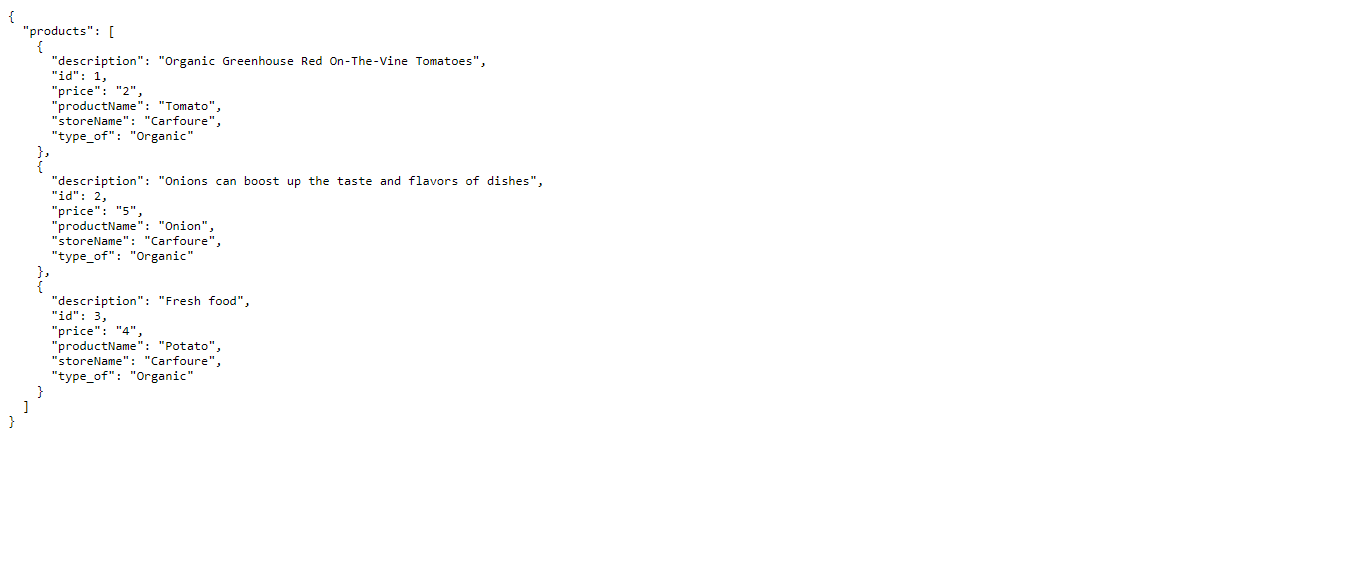 {
  "products": [
    {
      "description": "Organic Greenhouse Red On-The-Vine Tomatoes",
      "id": 1,
      "price": "2",
      "productName": "Tomato",
      "storeName": "Carfoure",
      "type_of": "Organic"
    },
    {
      "description": "Onions can boost up the taste and flavors of dishes",
      "id": 2,
      "price": "5",
      "productName": "Onion",
      "storeName": "Carfoure",
      "type_of": "Organic"
    },
    {
      "description": "Fresh food",
      "id": 3,
      "price": "4",
      "productName": "Potato",
      "storeName": "Carfoure",
      "type_of": "Organic"
    }
  ]
}